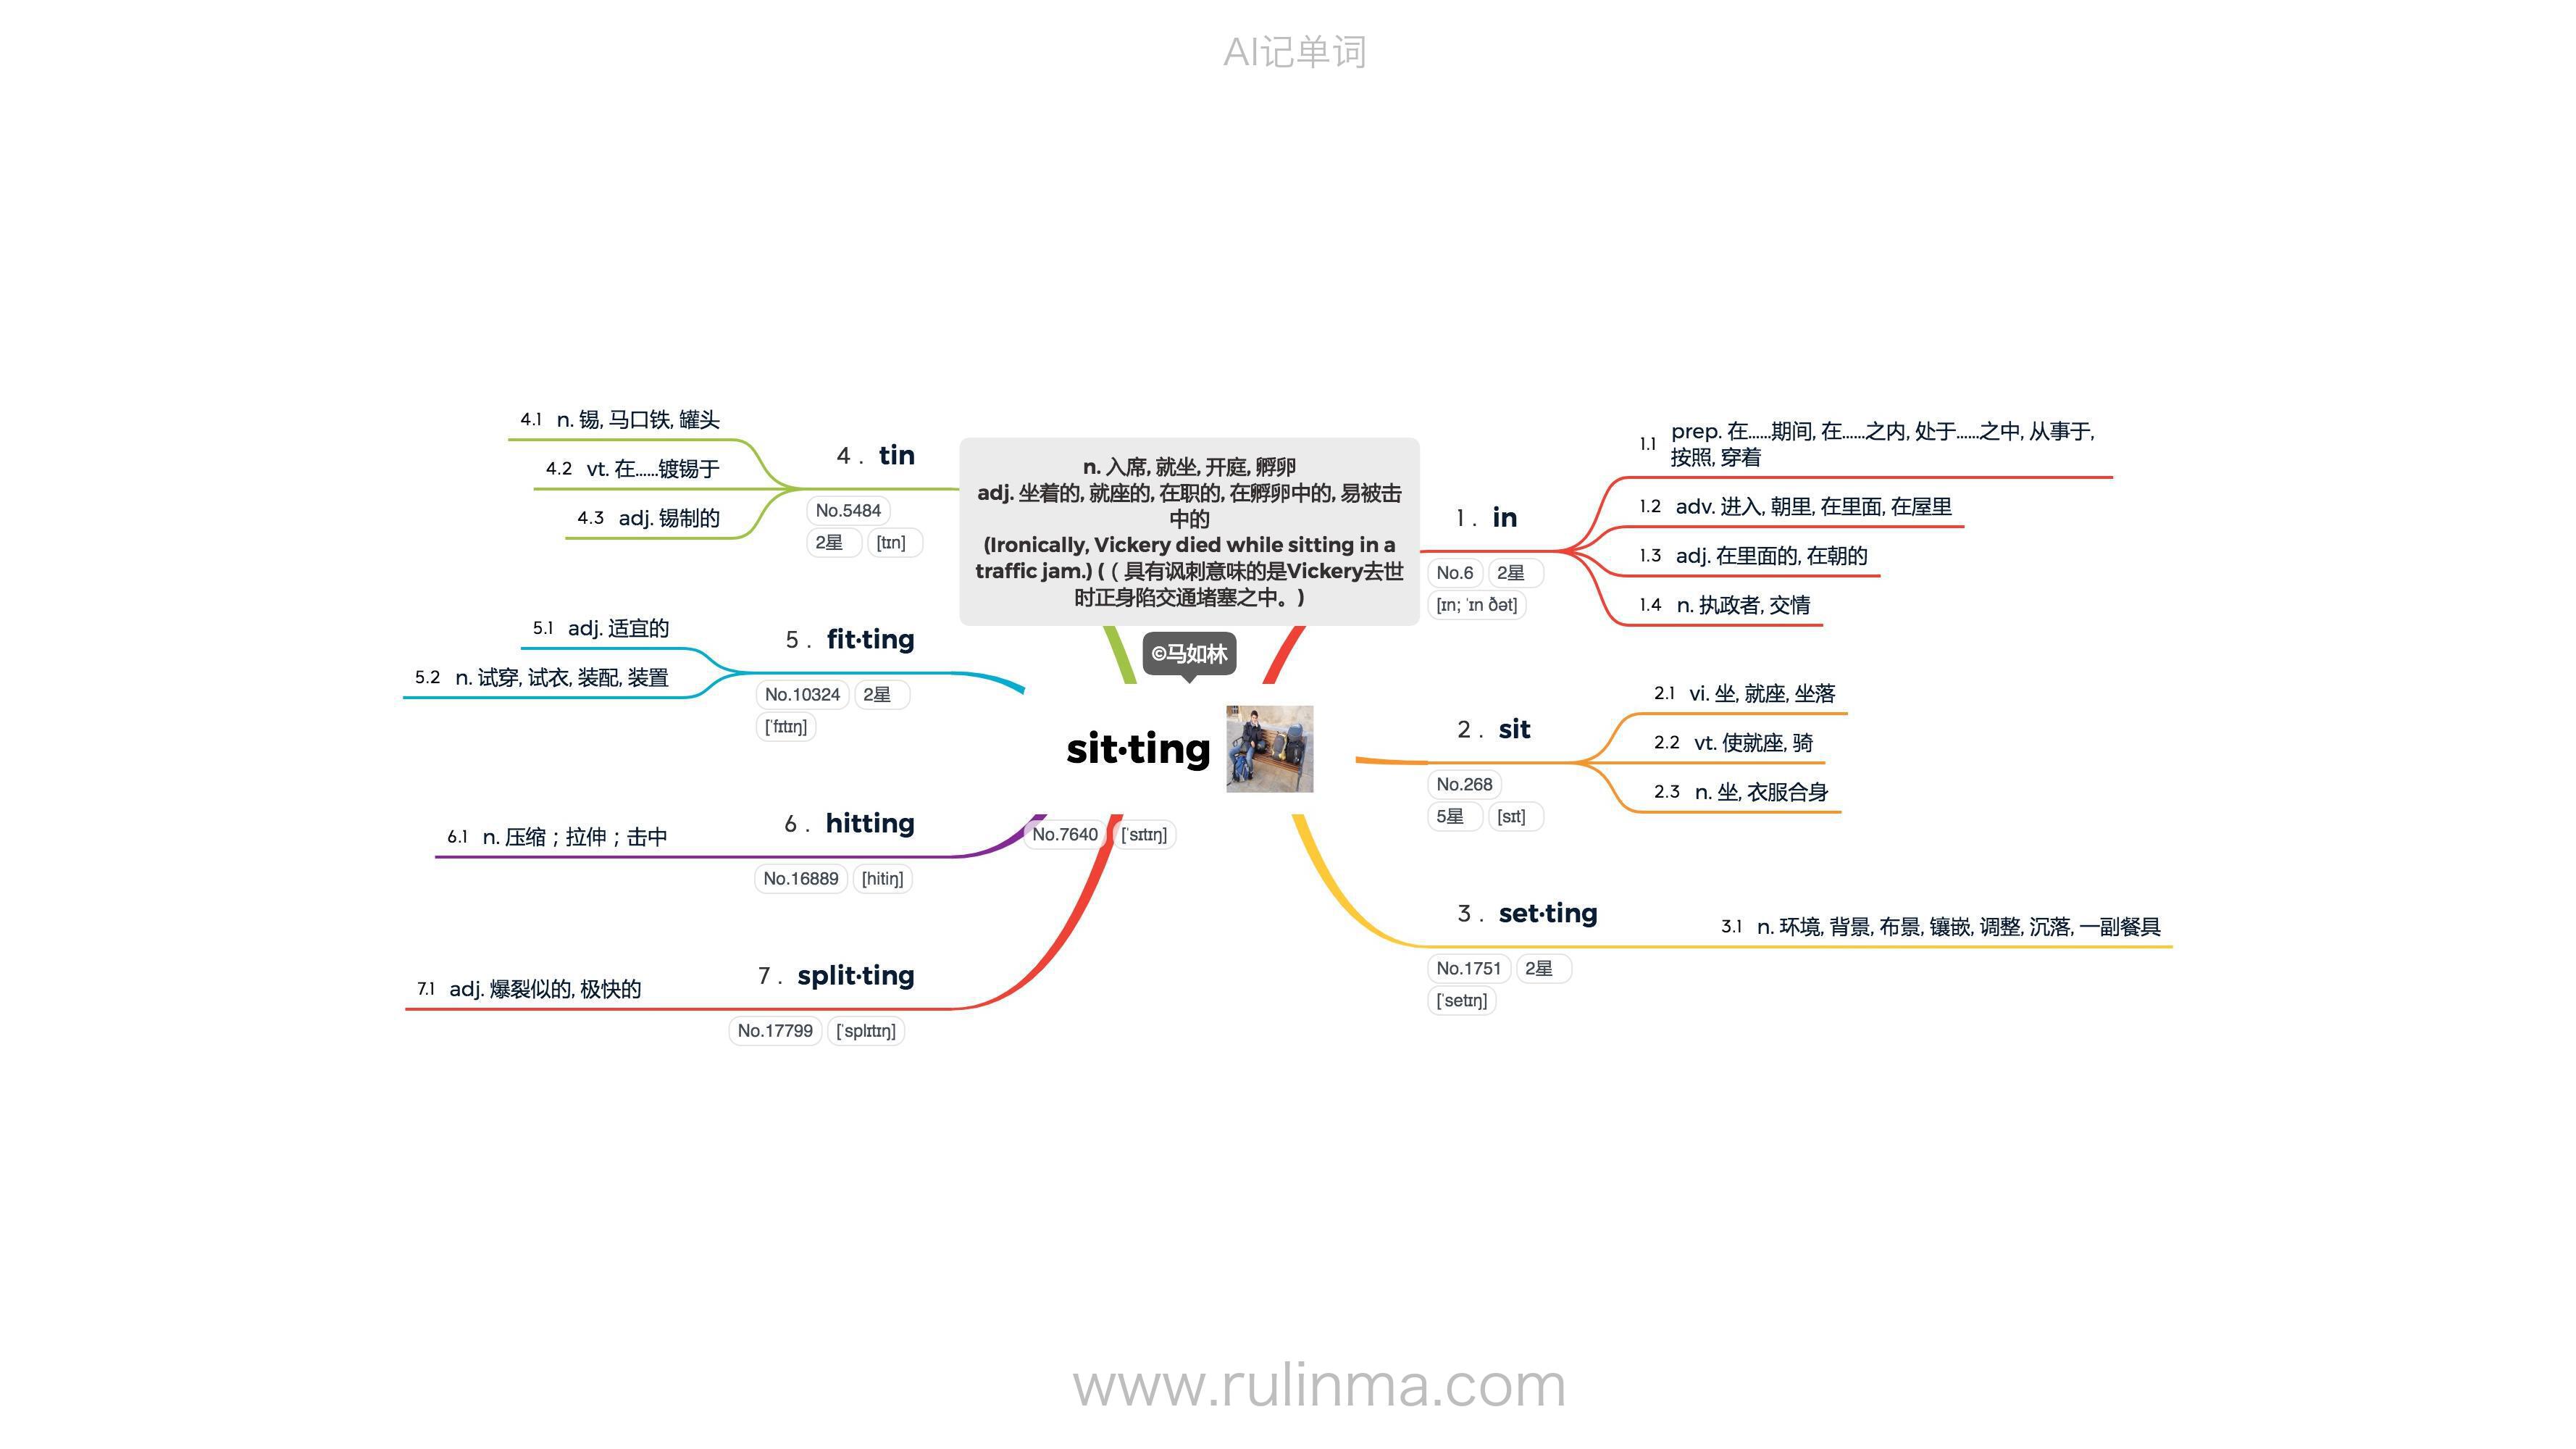 AI记单词
n. 入席, 就坐, 开庭, 孵卵
adj. 坐着的, 就座的, 在职的, 在孵卵中的, 易被击
中的
(Ironically, Vickery died while sitting in a
traffic jam.) (（具有讽刺意味的是Vickery去世
时正身陷交通堵塞之中。)
©马如林
sit·ting
No.7640 [ˈsɪtɪŋ]
1. in
No.6 2星
[ɪn; ˈɪn ðət]
1.1 prep. 在……期间, 在……之内, 处于……之中, 从事于,
按照, 穿着
1.2 adv. 进入, 朝里, 在里面, 在屋里
1.3 adj. 在里面的, 在朝的
1.4 n. 执政者, 交情
2. sit
No.268
5星 [sɪt]
2.1 vi. 坐, 就座, 坐落
2.2 vt. 使就座, 骑
2.3 n. 坐, 衣服合身
3. set·ting
No.1751 2星
[ˈsetɪŋ]
3.1 n. 环境, 背景, 布景, 镶嵌, 调整, 沉落, 一副餐具
4. tin
No.5484
2星 [tɪn]
4.1 n. 锡, 马口铁, 罐头
4.2 vt. 在……镀锡于
4.3 adj. 锡制的
5. fit·ting
No.10324 2星
[ˈfɪtɪŋ]
5.1 adj. 适宜的
5.2 n. 试穿, 试衣, 装配, 装置
6. hitting
No.16889 [hitiŋ]
6.1 n. 压缩；拉伸；击中
7. split·ting
No.17799 [ˈsplɪtɪŋ]
7.1 adj. 爆裂似的, 极快的
www.rulinma.com